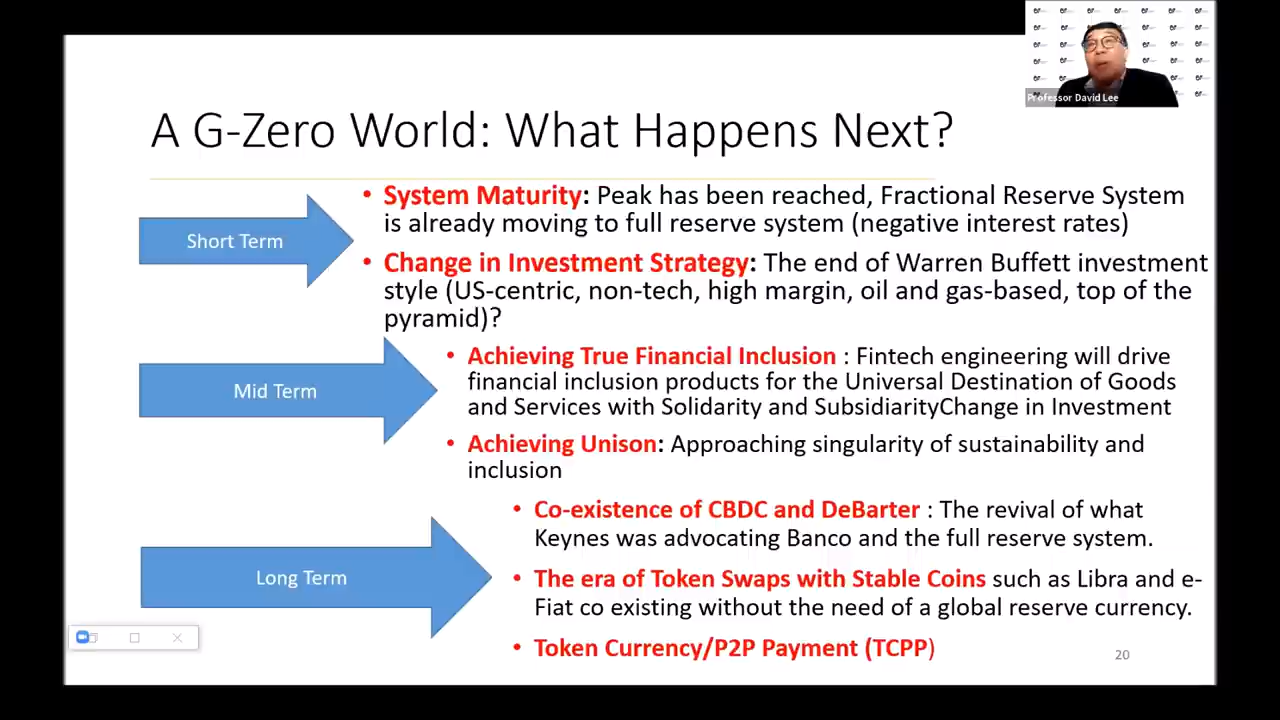 Professor David Lee
A G-Zero World: What Happens Next?
Short Term
• System Maturity: Peak has been reached, Fractional Reserve System
is already moving to full reserve system (negative interest rates)
• Change in Investment Strategy: The end of Warren Buffett investment
style (US-centric, non-tech, high margin, oil and gas-based, top of the
pyramid)?
Mid Term
• Achieving True Financial Inclusion : Fintech engineering will drive
financial inclusion products for the Universal Destination of Goods
and Services with Solidarity and SubsidiarityChange in Investment
• Achieving Unison: Approaching singularity of sustainability and
inclusion
Long Term
• Co-existence of CBDC and DeBarter : The revival of what
Keynes was advocating Banco and the full reserve system.
• The era of Token Swaps with Stable Coins such as Libra and e-
Fiat co existing without the need of a global reserve currency.
• Token Currency/P2P Payment (TCPP)
20